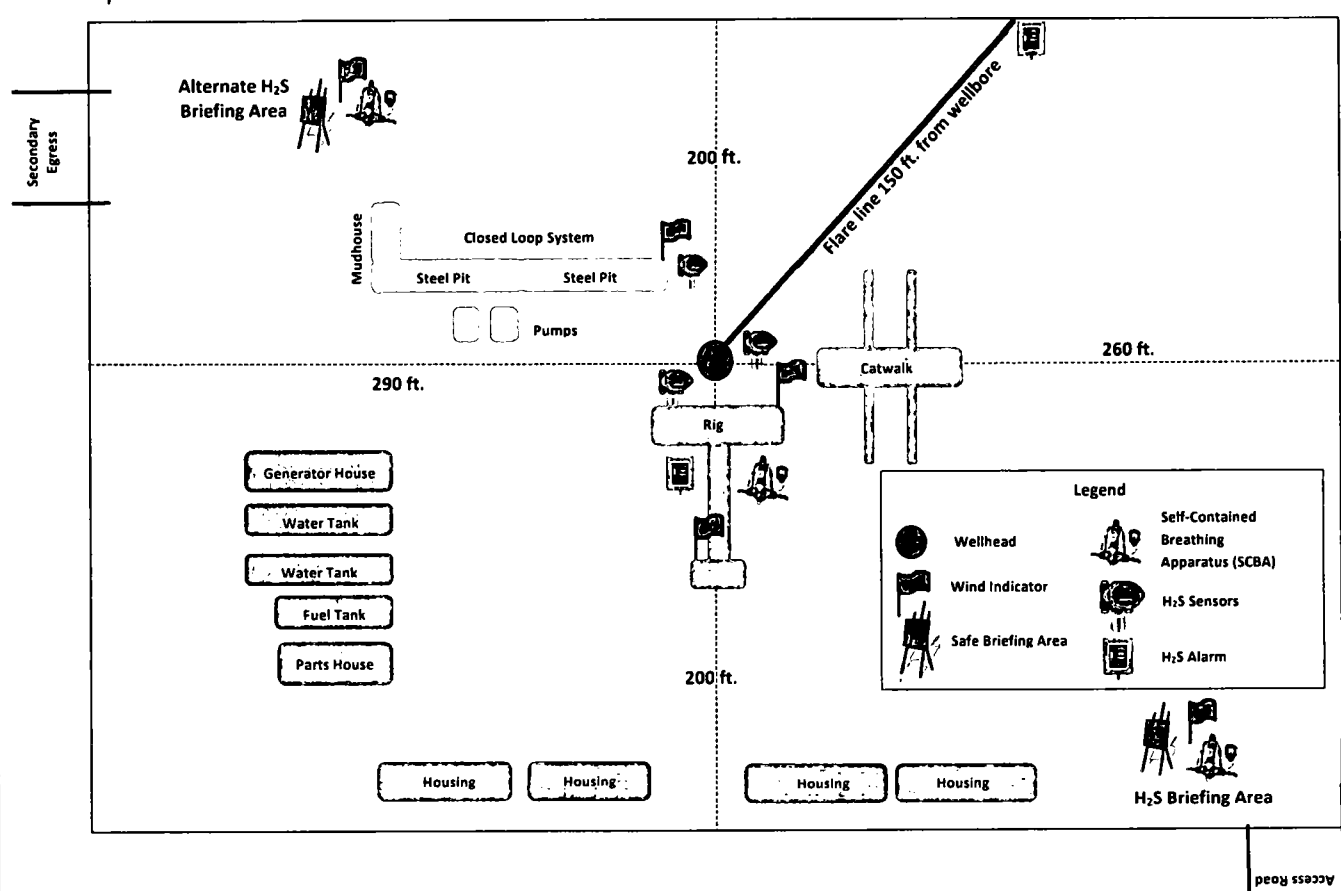 Alternate H₂S
Briefing Area
Secondary
Egress
200 ft.
Flare line 150 ft. from wellbore
Mudhouse
Closed Loop System
Steel Pit
Steel Pit
Pumps
290 ft.
260 ft.
Catwalk
Rig
Generator House
Water Tank
Water Tank
Fuel Tank
Parts House
200 ft.
Legend
Wellhead
Wind Indicator
Safe Briefing Area
Self-Contained
Breathing
Apparatus (SCBA)
H₂S Sensors
H₂S Alarm
Housing
Housing
Housing
Housing
H₂S Briefing Area
Access Road